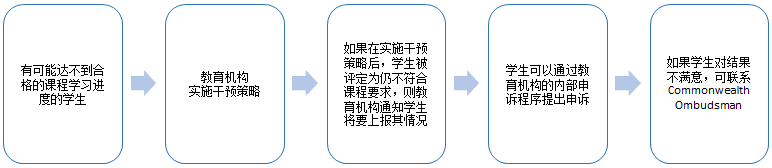 有可能达不到合
格的课程学习进
度的学生
教育机构
实施干预策略
如果在实施干预
策略后，学生被
评定为仍不符合
课程要求，则教
育机构通知学生
将要上报其情况
学生可以通过教
育机构的内部申
诉程序提出申诉
如果学生对结果
不满意，可联系
Commonwealth
Ombudsman